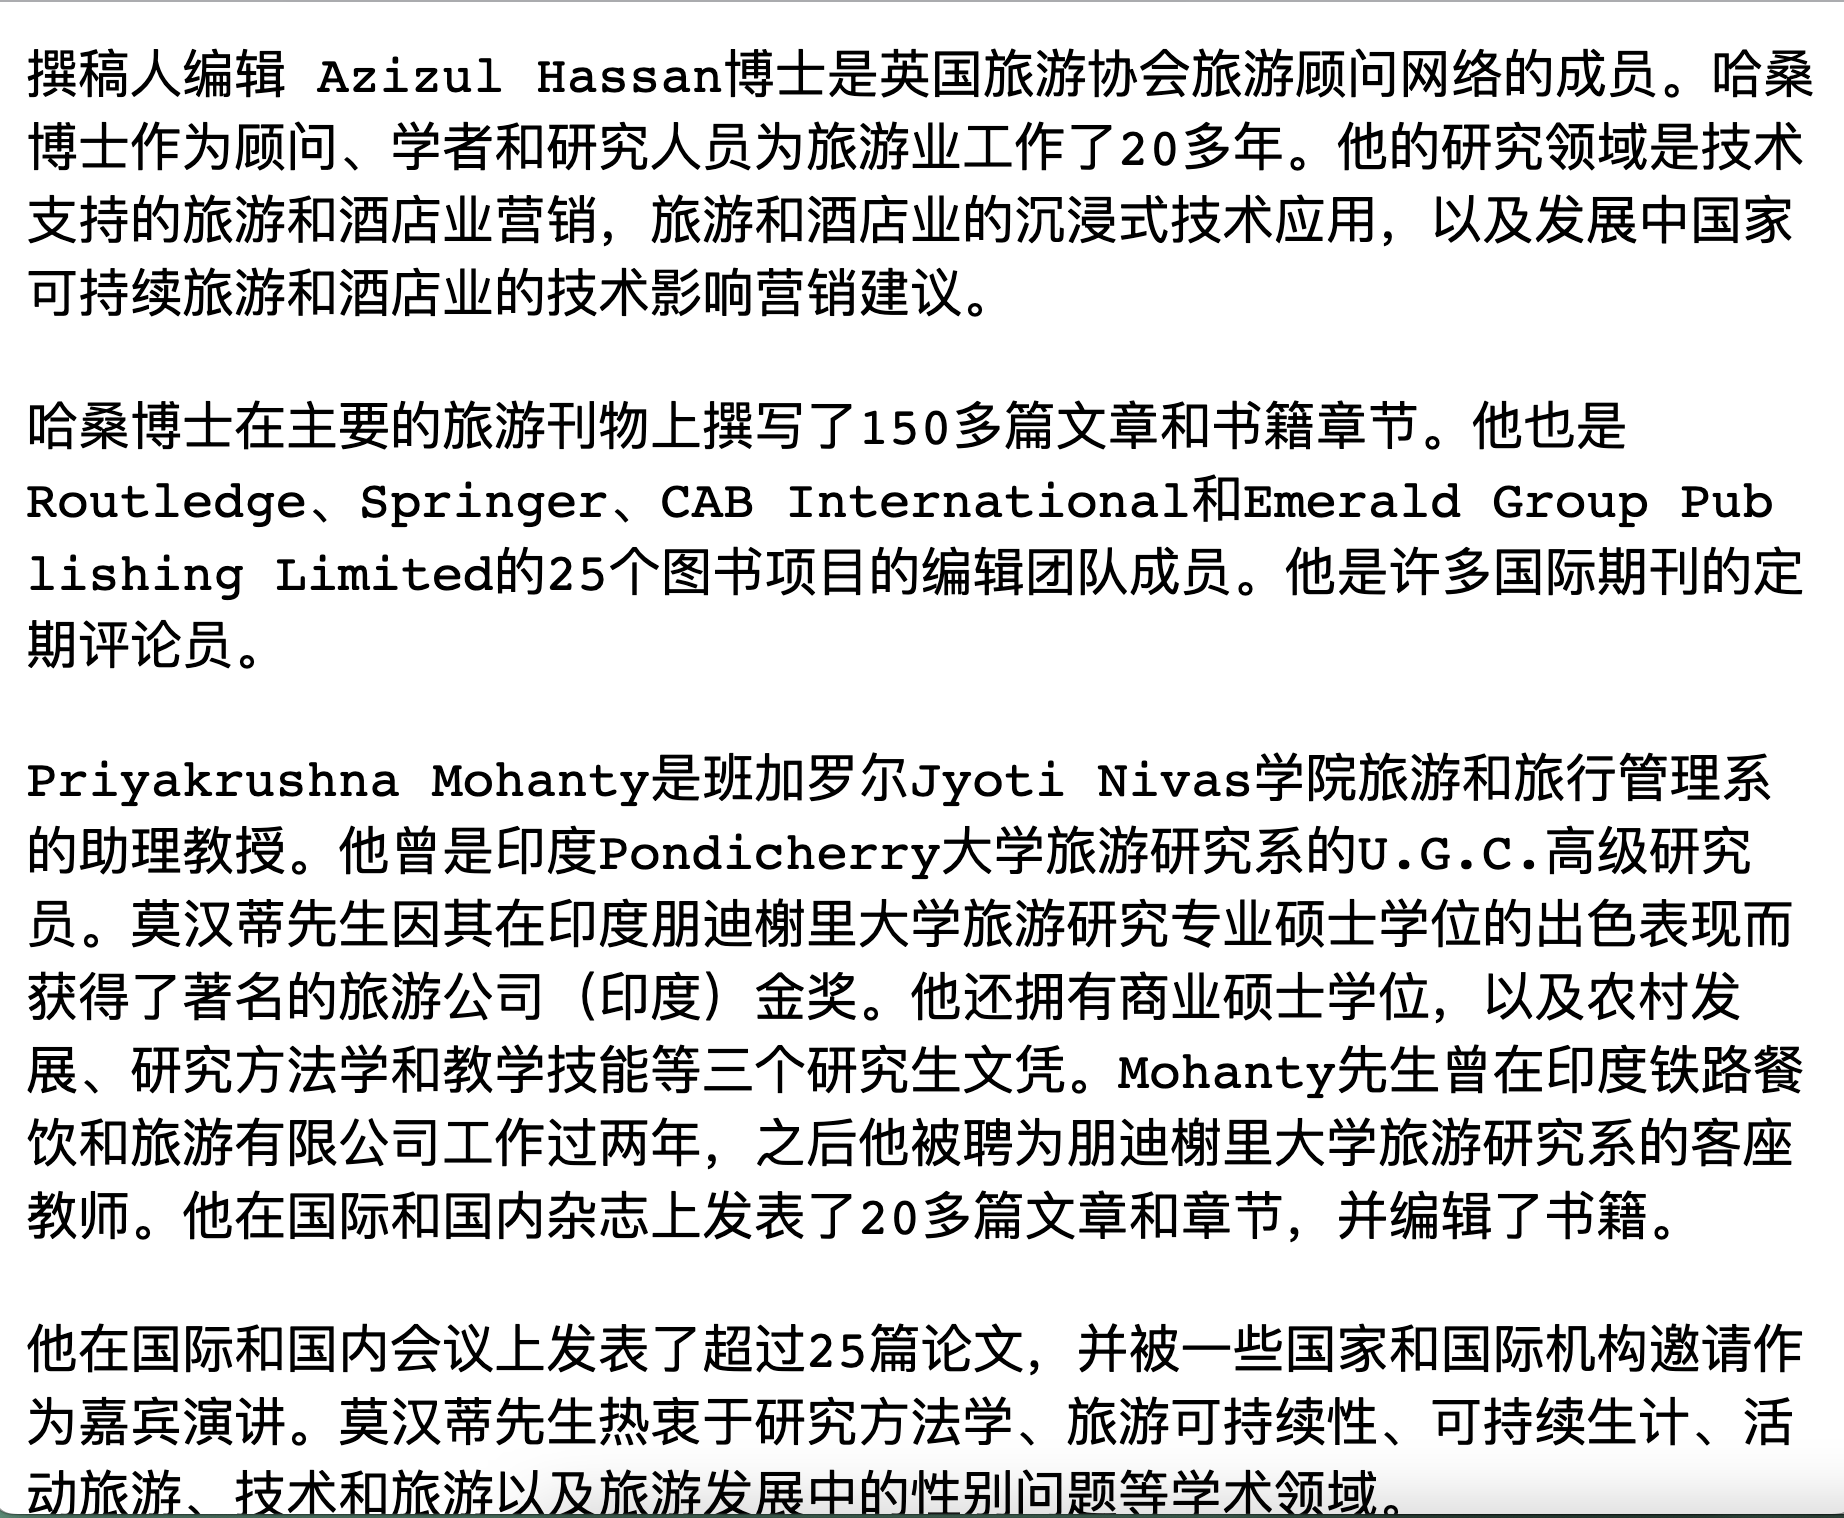 撰稿人编辑 Azizul Hassan博士是英国旅游协会旅游顾问网络的成员。哈桑
博士作为顾问、学者和研究人员为旅游业工作了20多年。他的研究领域是技术
支持的旅游和酒店业营销，旅游和酒店业的沉浸式技术应用，以及发展中国家
可持续旅游和酒店业的技术影响营销建议。
哈桑博士在主要的旅游刊物上撰写了150多篇文章和书籍章节。他也是
Routledge、Springer、CAB International和Emerald Group Pub
lishing Limited的25个图书项目的编辑团队成员。他是许多国际期刊的定
期评论员。
Priyakrushna Mohanty是班加罗尔Jyoti Nivas学院旅游和旅行管理系
的助理教授。他曾是印度Pondicherry大学旅游研究系的U.G.C.高级研究
员。莫汉蒂先生因其在印度朋迪榭里大学旅游研究专业硕士学位的出色表现而
获得了著名的旅游公司（印度）金奖。他还拥有商业硕士学位，以及农村发
展、研究方法学和教学技能等三个研究生文凭。Mohanty先生曾在印度铁路餐
饮和旅游有限公司工作过两年，之后他被聘为朋迪榭里大学旅游研究系的客座
教师。他在国际和国内杂志上发表了20多篇文章和章节，并编辑了书籍。
他在国际和国内会议上发表了超过25篇论文，并被一些国家和国际机构邀请作
为嘉宾演讲。莫汉蒂先生热衷于研究方法学、旅游可持续性、可持续生计、活
动旅游、技术和旅游以及旅游发展中的性别问题等学术领域。